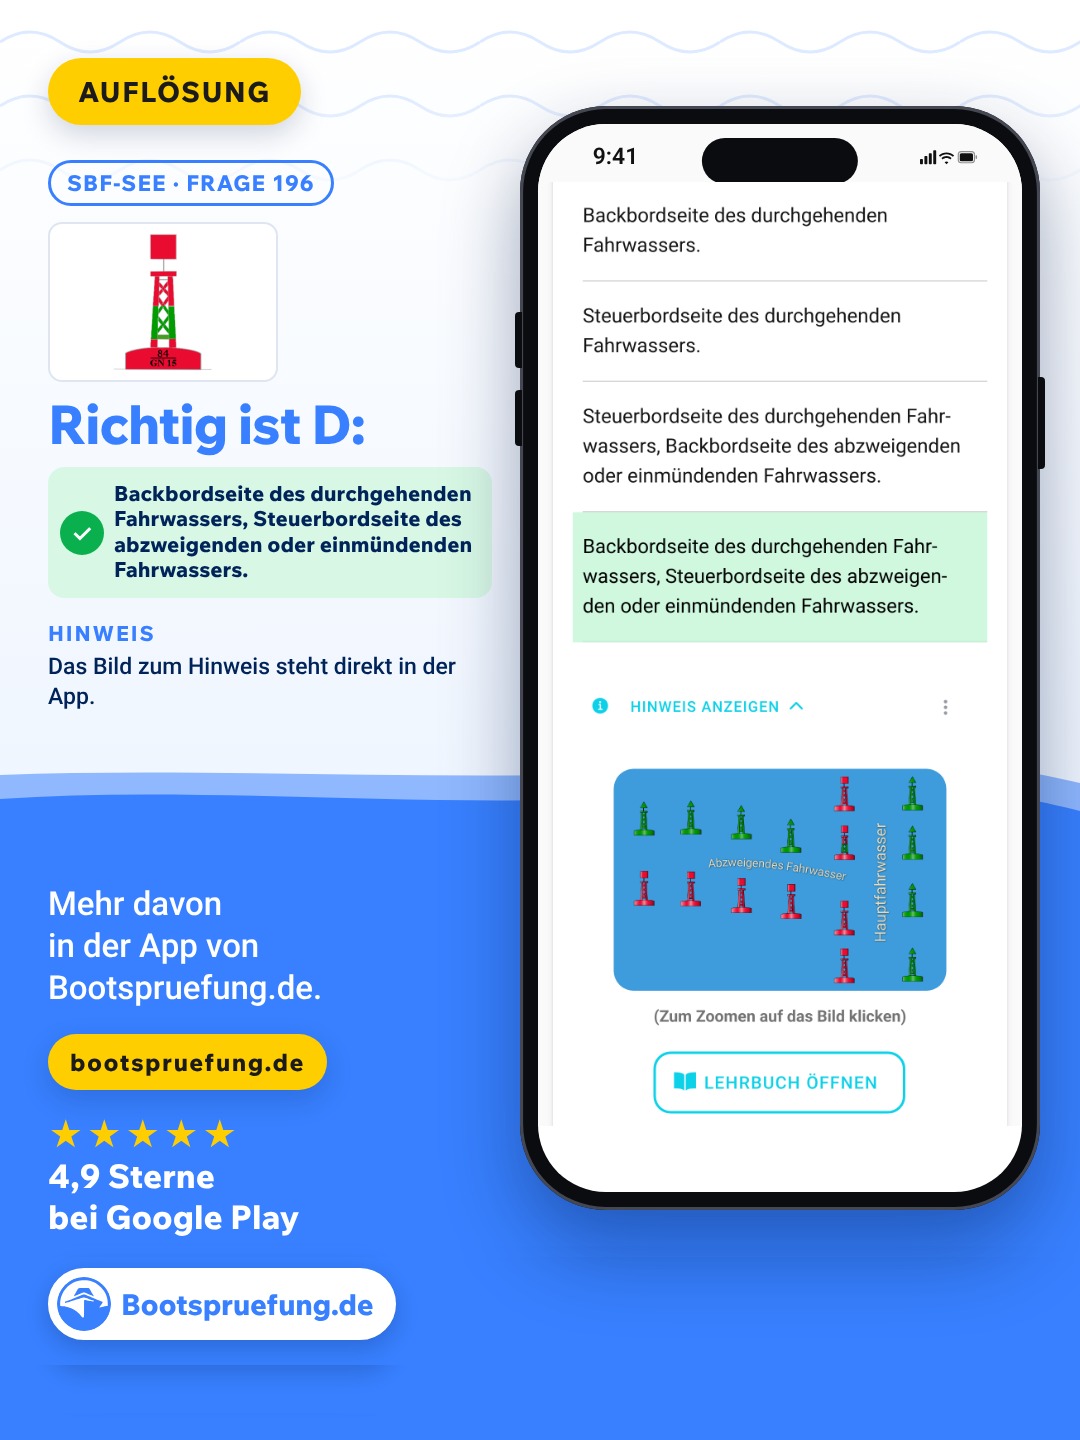 AUFLÖSUNG
SBF-SEE · FRAGE 196
84
GN 15
Richtig ist D:
Backbordseite des durchgehenden
Fahrwassers, Steuerbordseite des
abzweigenden oder einmündenden
Fahrwassers.
HINWEIS
Das Bild zum Hinweis steht direkt in der
App.
Mehr davon
in der App von
Bootspruefung.de.
bootspruefung.de
4,9 Sterne
bei Google Play
Bootspruefung.de
9:41
Backbordseite des durchgehenden
Fahrwassers.
Steuerbordseite des durchgehenden
Fahrwassers.
Steuerbordseite des durchgehenden Fahr-
wassers, Backbordseite des abzweigenden
oder einmündenden Fahrwassers.
Backbordseite des durchgehenden Fahr-
wassers, Steuerbordseite des abzweigen-
den oder einmündenden Fahrwassers.
HINWEIS ANZEIGEN
Abzweigendes Fahrwasser
Hauptfahrwasser
(Zum Zoomen auf das Bild klicken)
LEHRBUCH ÖFFNEN